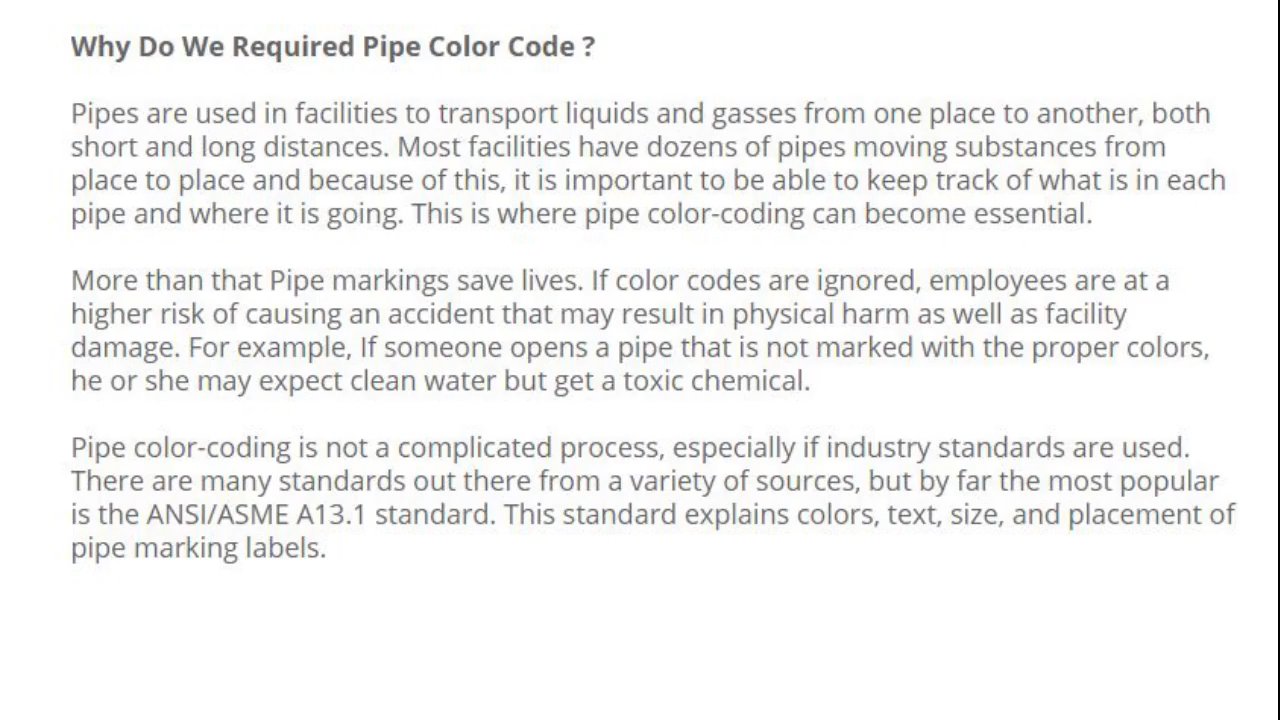 Why Do We Required Pipe Color Code ?
Pipes are used in facilities to transport liquids and gasses from one place to another, both
short and long distances. Most facilities have dozens of pipes moving substances from
place to place and because of this, it is important to be able to keep track of what is in each
pipe and where it is going. This is where pipe color-coding can become essential.
More than that Pipe markings save lives. If color codes are ignored, employees are at a
higher risk of causing an accident that may result in physical harm as well as facility
damage. For example, If someone opens a pipe that is not marked with the proper colors,
he or she may expect clean water but get a toxic chemical.
Pipe color-coding is not a complicated process, especially if industry standards are used.
There are many standards out there from a variety of sources, but by far the most popular
is the ANSI/ASME A13.1 standard. This standard explains colors, text, size, and placement of
pipe marking labels.